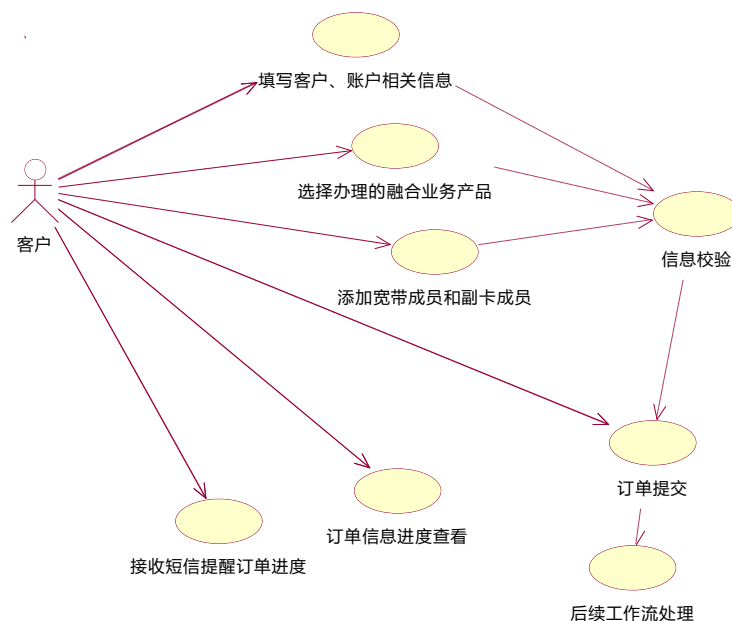 填写客户、账户相关信息
选择办理的融合业务产品
客户
信息校验
添加宽带成员和副卡成员
订单提交
订单信息进度查看
接收短信提醒订单进度
后续工作流处理